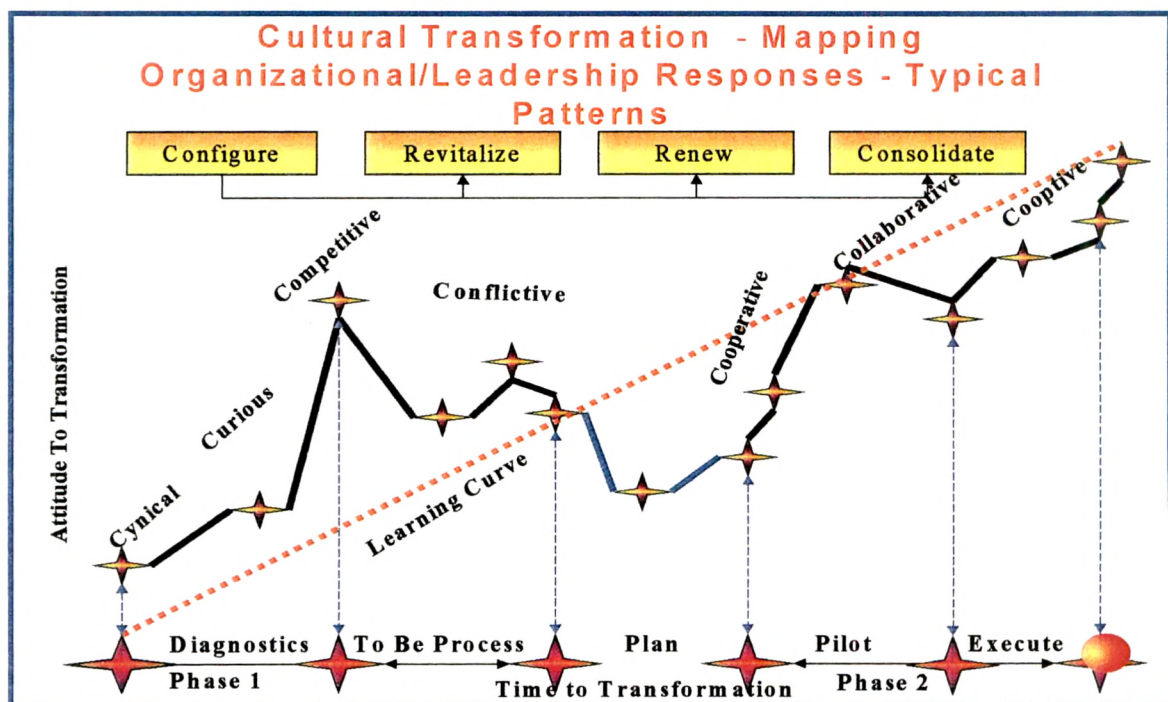 Cultural Transformation - Mapping
Organizational/Leadership Responses - Typical
Patterns
Configure
Revitalize
Renew
Consolidate
Attitude To Transformation
Cynical
Curious
Competitive
Conflictive
Learning Curve
Cooperative
Collaborative
Cooptive
Diagnostics
To Be Process
Plan
Pilot
Execute
Phase 1
Time to Transformation
Phase 2